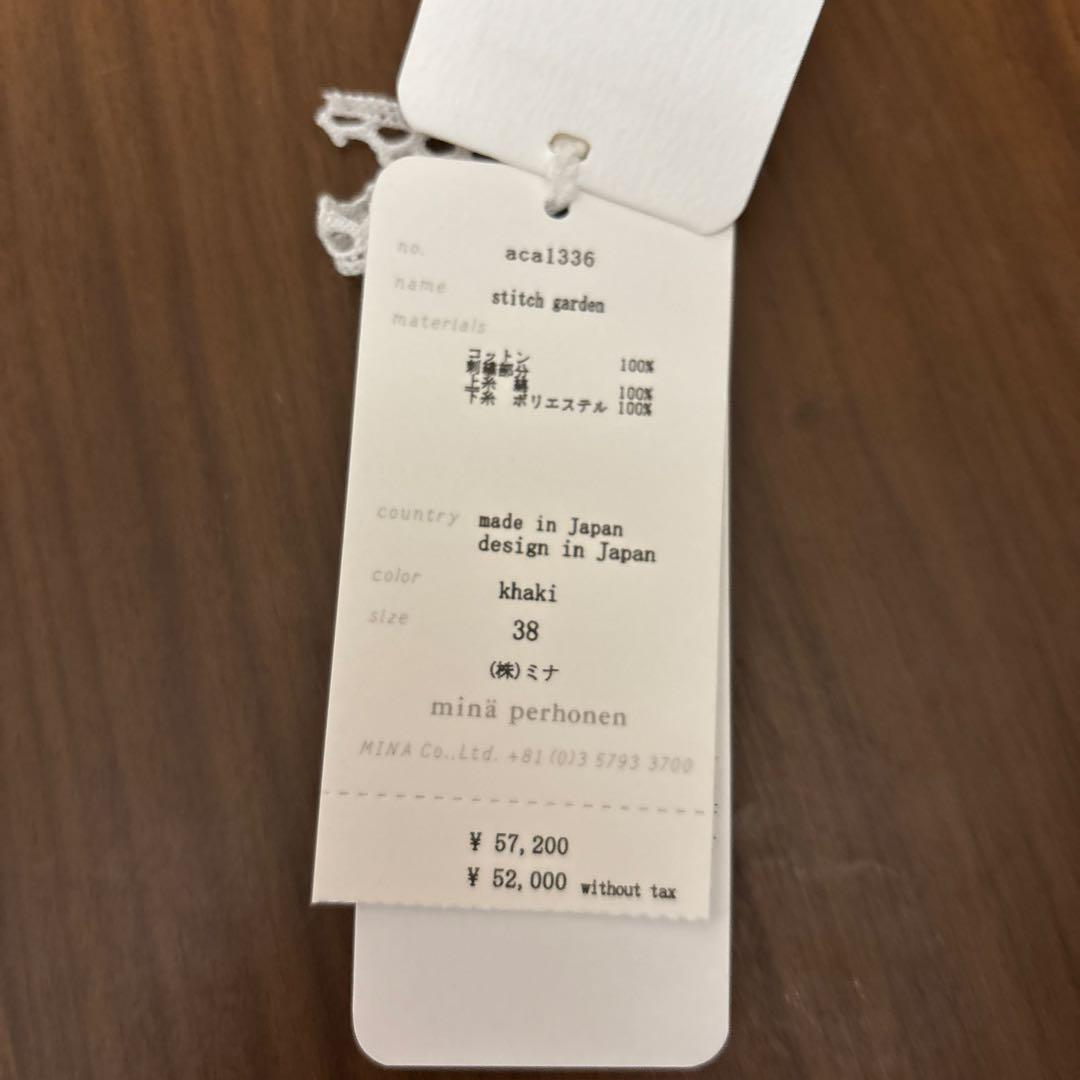 no. aca1336
name stitch garden
materials
コットン 100%
刺繍部分
上糸 綿 100%
下糸 ポリエステル 100%
country made in Japan
design in Japan
color khaki
size 38
(株)ミナ
minä perhonen
MINA Co.,Ltd. +81 (0)3 5793 3700
¥ 57,200
¥ 52,000 without tax